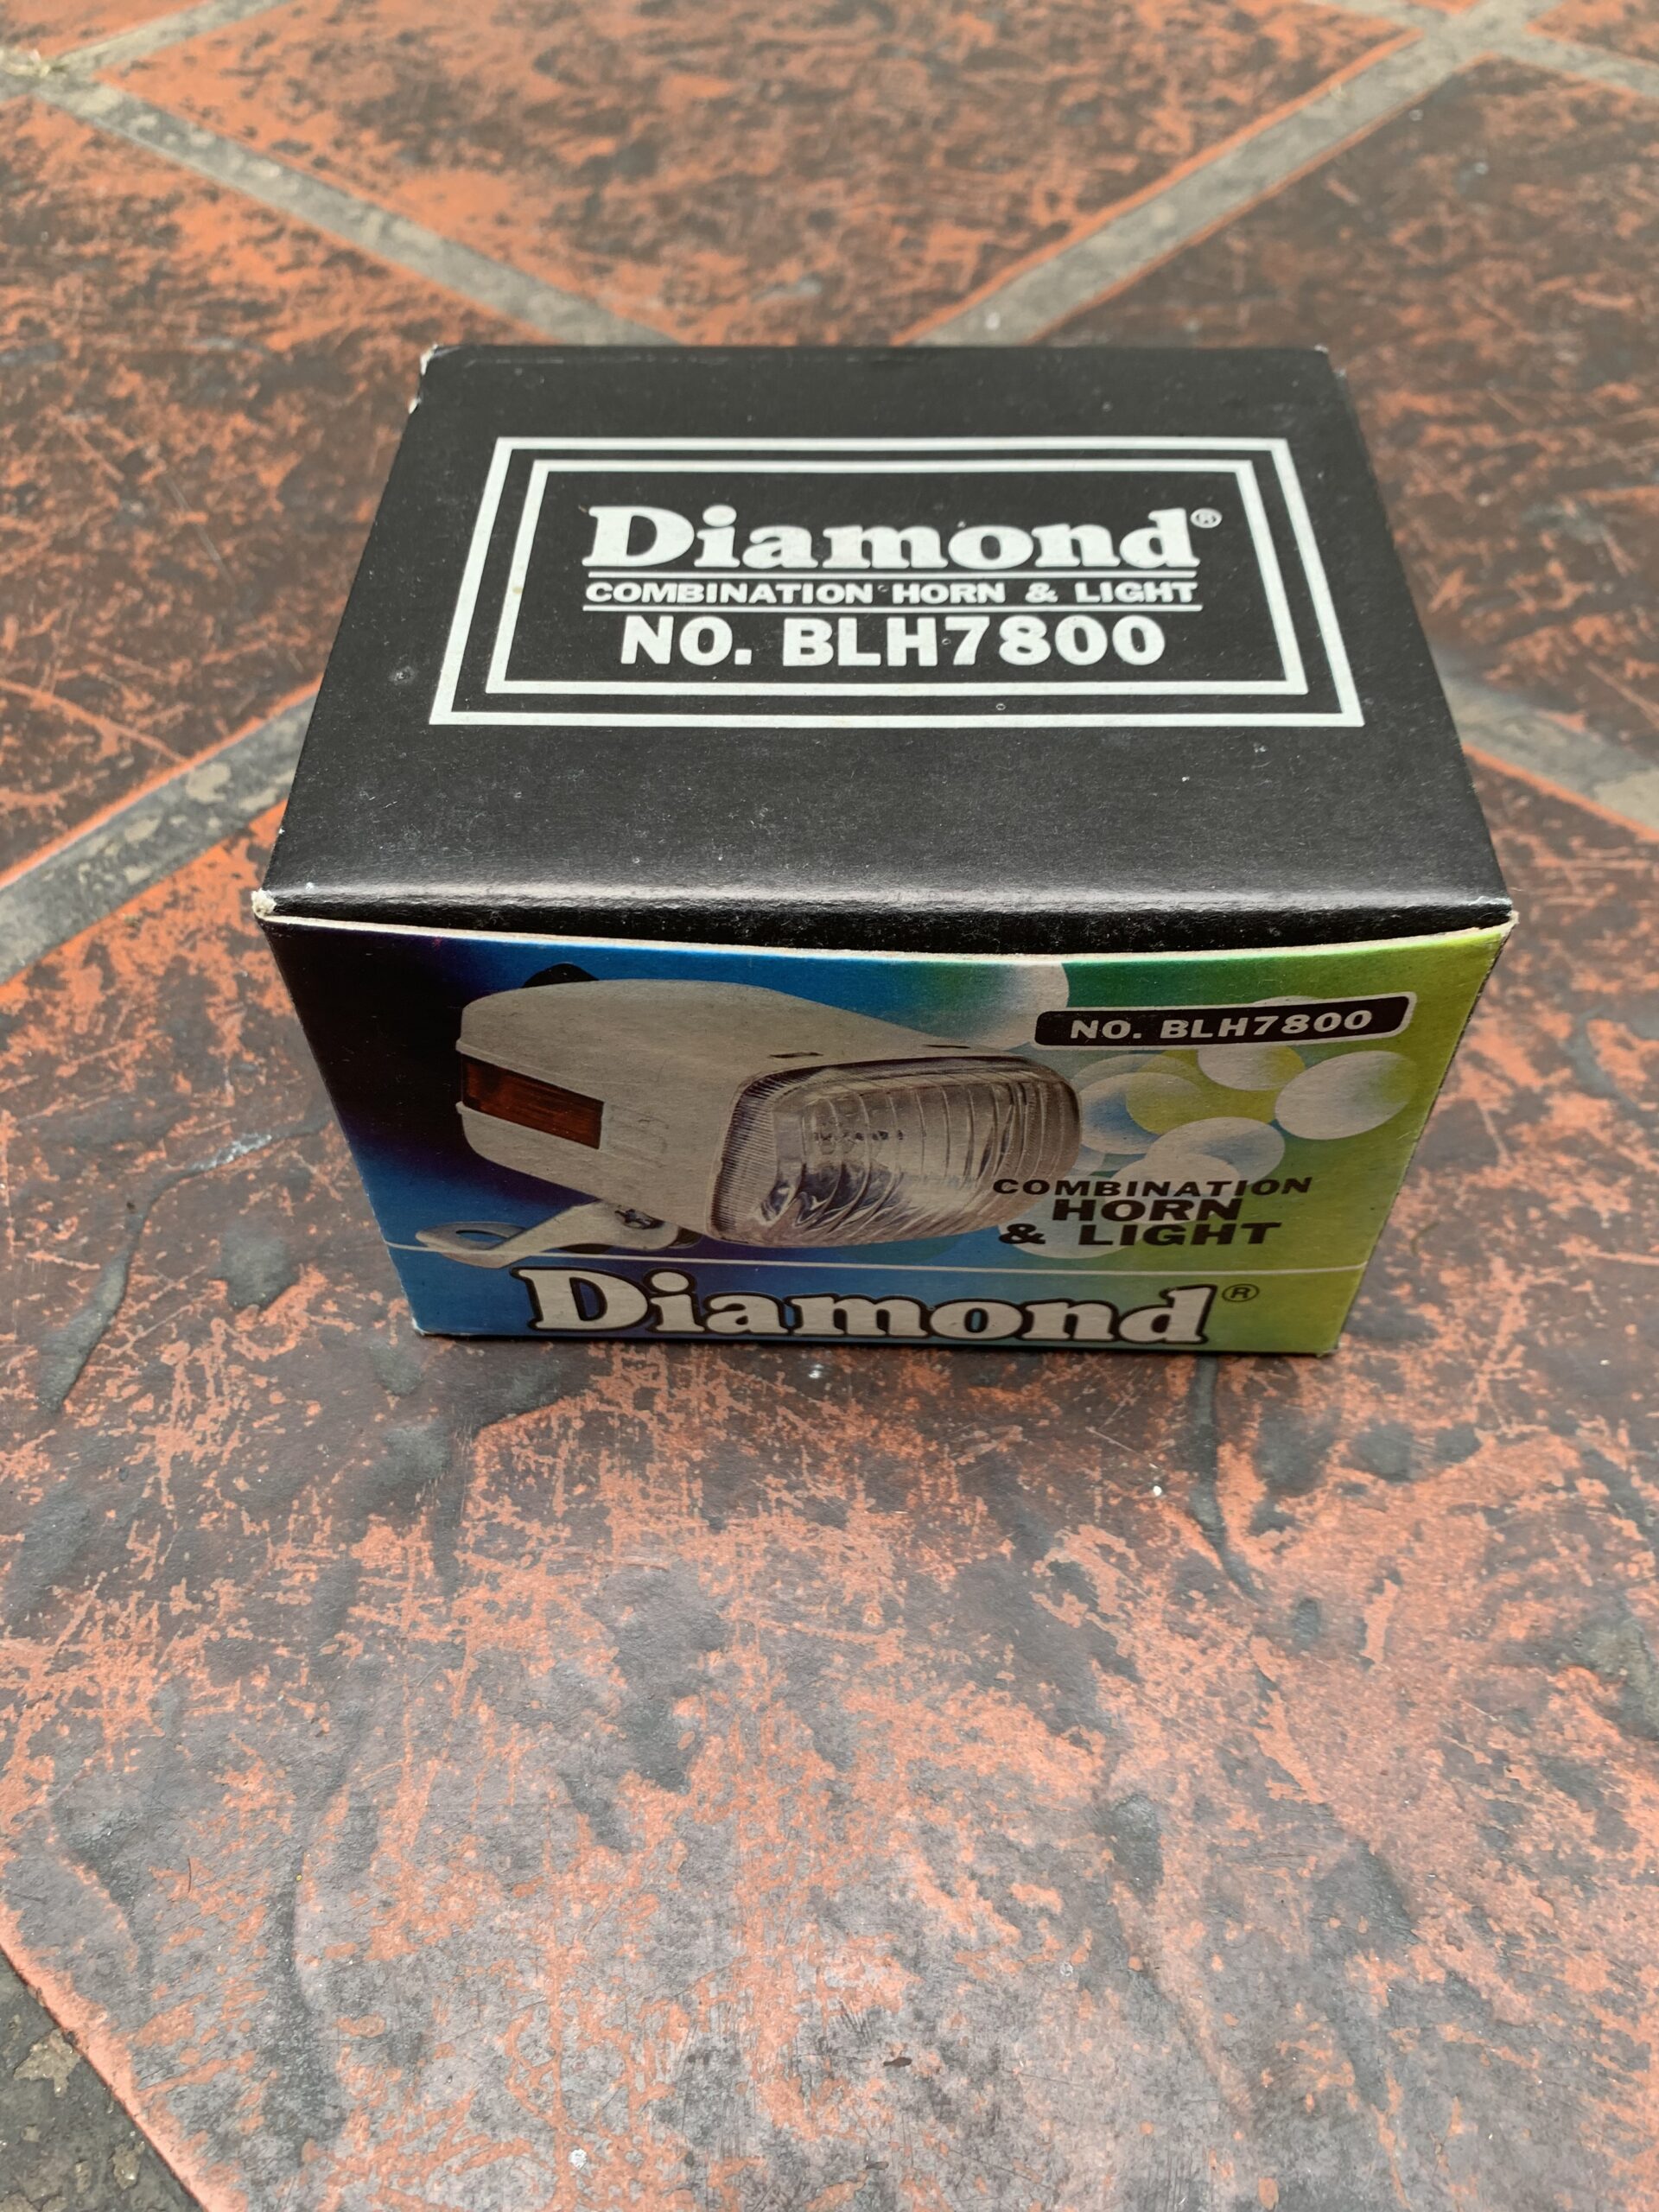 Diamond®
COMBINATION HORN & LIGHT
NO. BLH7800
NO. BLH7800
COMBINATION
HORN
& LIGHT
Diamond®